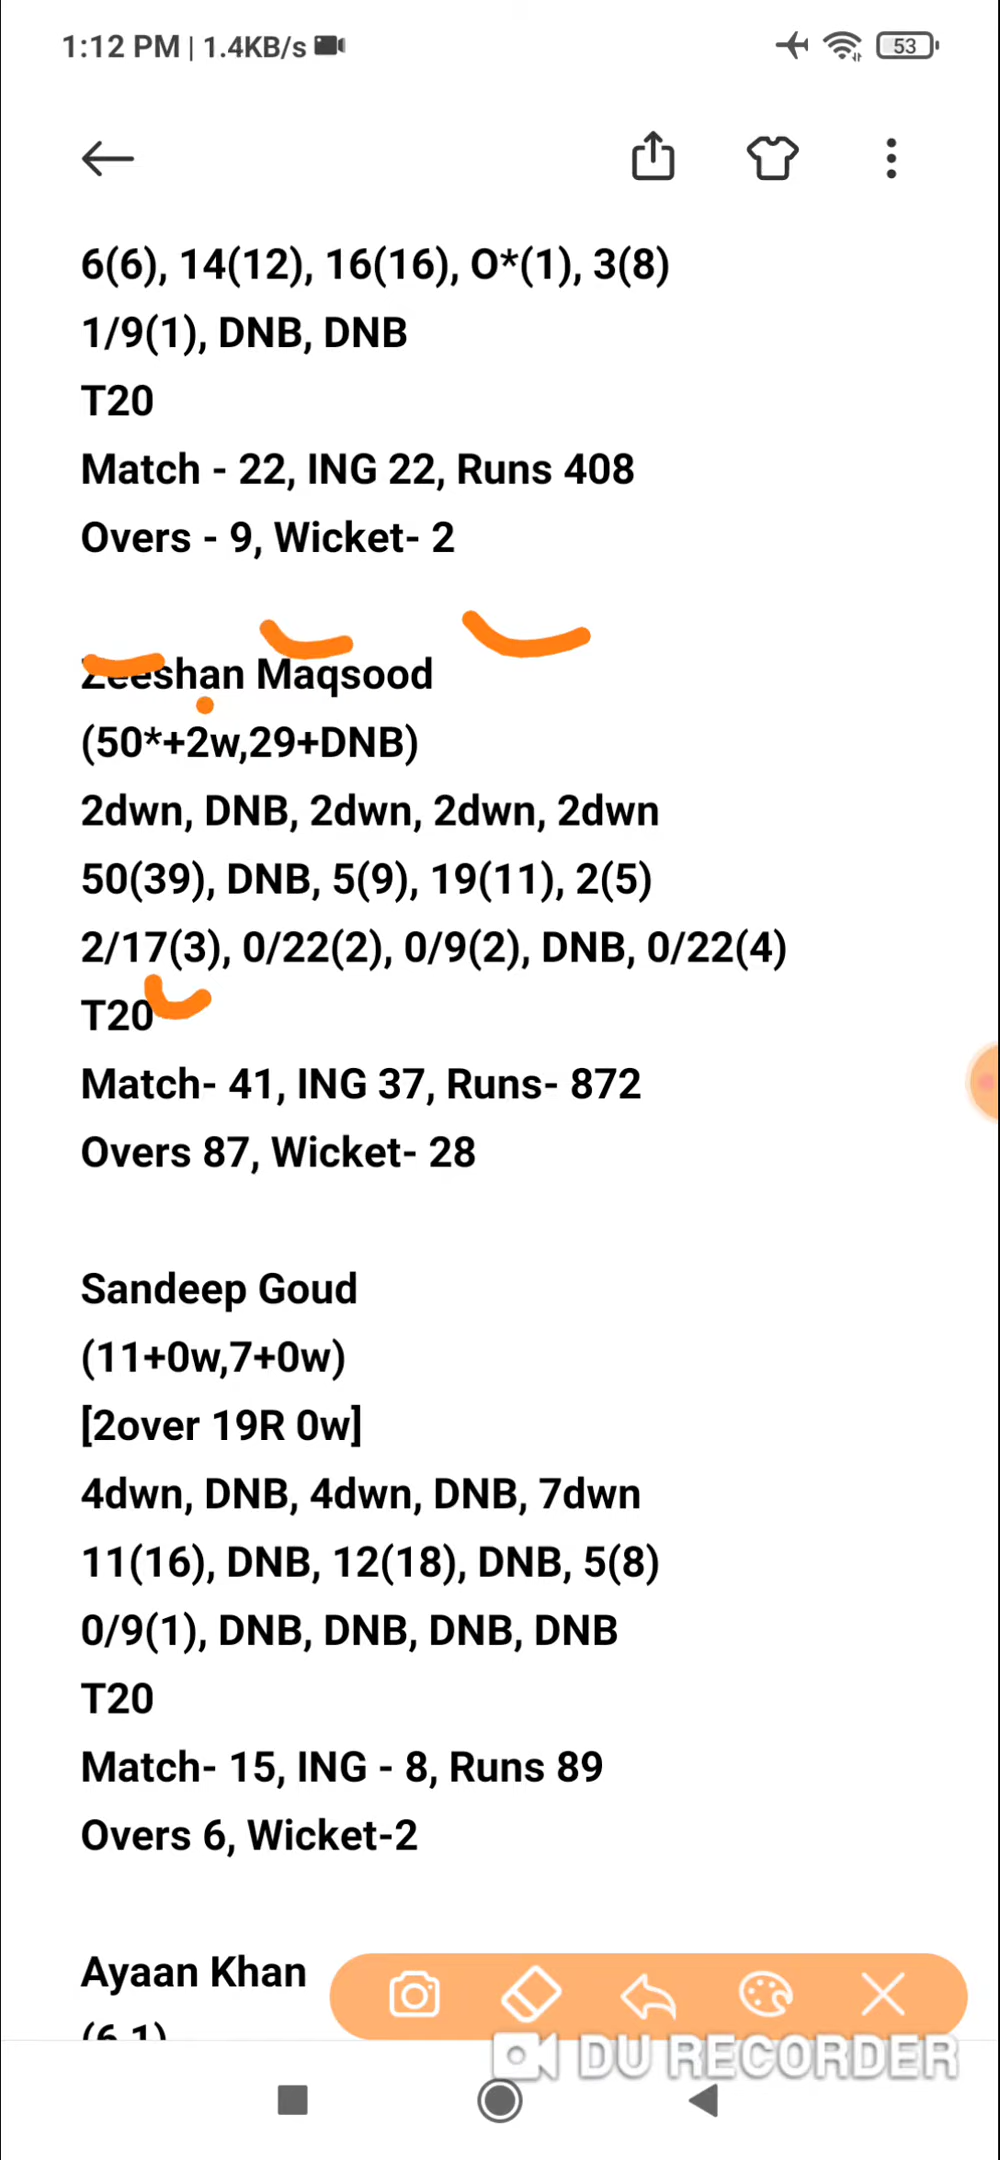 1:12 PM | 1.4KB/s 53
6(6), 14(12), 16(16), O*(1), 3(8)
1/9(1), DNB, DNB
T20
Match - 22, ING 22, Runs 408
Overs - 9, Wicket- 2
Zeeshan Maqsood
(50*+2w,29+DNB)
2dwn, DNB, 2dwn, 2dwn, 2dwn
50(39), DNB, 5(9), 19(11), 2(5)
2/17(3), 0/22(2), 0/9(2), DNB, 0/22(4)
T20
Match- 41, ING 37, Runs- 872
Overs 87, Wicket- 28
Sandeep Goud
(11+0w,7+0w)
[2over 19R 0w]
4dwn, DNB, 4dwn, DNB, 7dwn
11(16), DNB, 12(18), DNB, 5(8)
0/9(1), DNB, DNB, DNB, DNB
T20
Match- 15, ING - 8, Runs 89
Overs 6, Wicket-2
Ayaan Khan
DU RECORDER